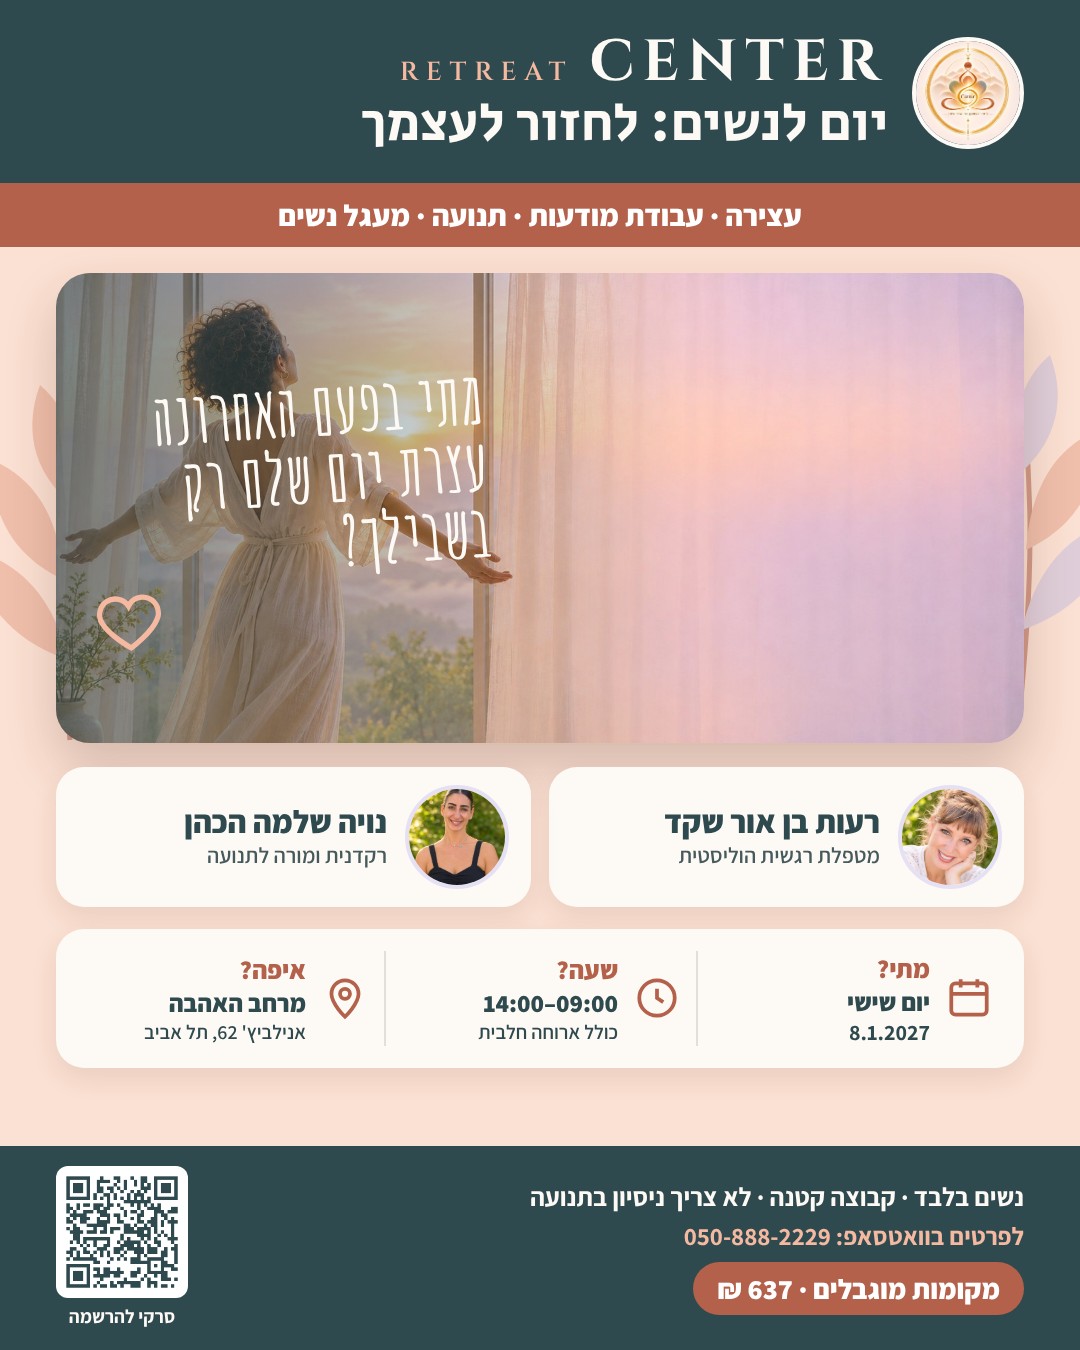 CENTER RETREAT
יום לנשים: לחזור לעצמך
עצירה · עבודת מודעות · תנועה · מעגל נשים
מתי בפעם האחרונה
עצרת יום שלם רק
בשבילך?
רעות בן אור שקד
מטפלת רגשית הוליסטית
נויה שלמה הכהן
רקדנית ומורה לתנועה
מתי?
יום שישי
8.1.2027
שעה?
09:00–14:00
כולל ארוחה חלבית
איפה?
מרחב האהבה
אנילביץ' 62, תל אביב
נשים בלבד · קבוצה קטנה · לא צריך ניסיון בתנועה
לפרטים בוואטסאפ: 050-888-2229
מקומות מוגבלים · 637 ₪
סרקי להרשמה